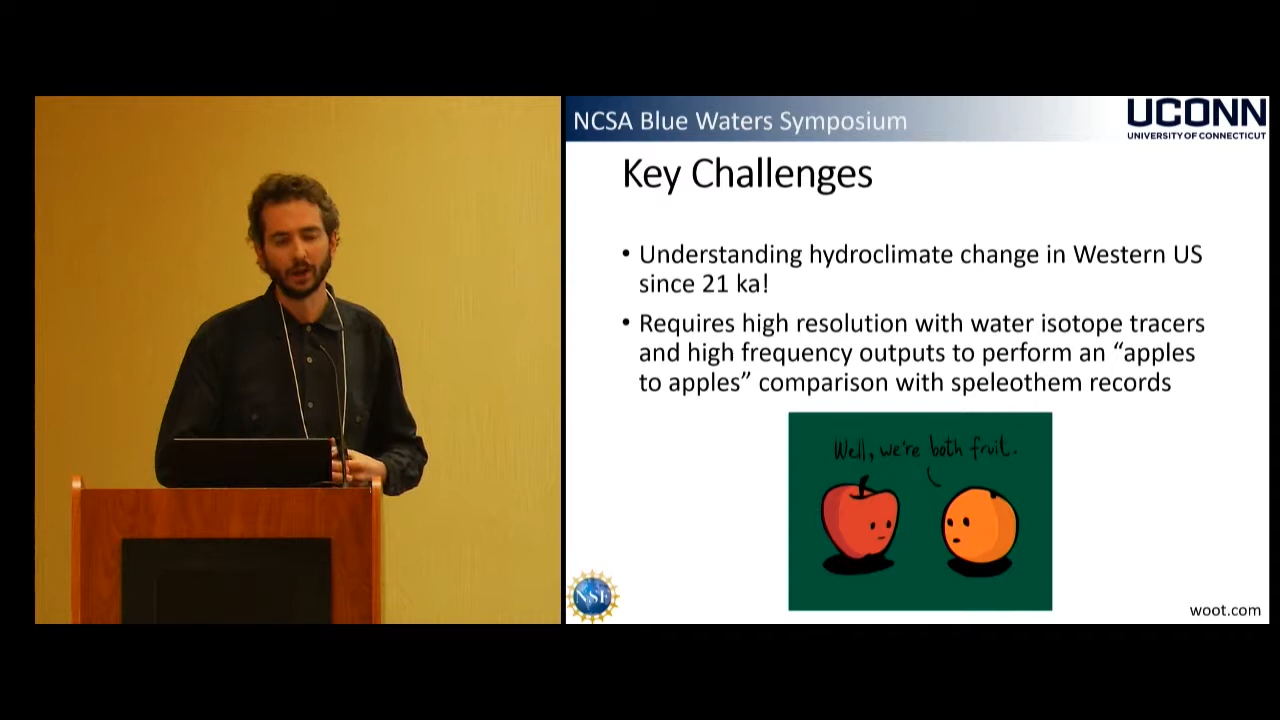 NCSA Blue Waters Symposium
UCONN
UNIVERSITY OF CONNECTICUT
Key Challenges
• Understanding hydroclimate change in Western US
since 21 ka!
• Requires high resolution with water isotope tracers
and high frequency outputs to perform an “apples
to apples” comparison with speleothem records
Well, we're both fruit.
NSF
woot.com